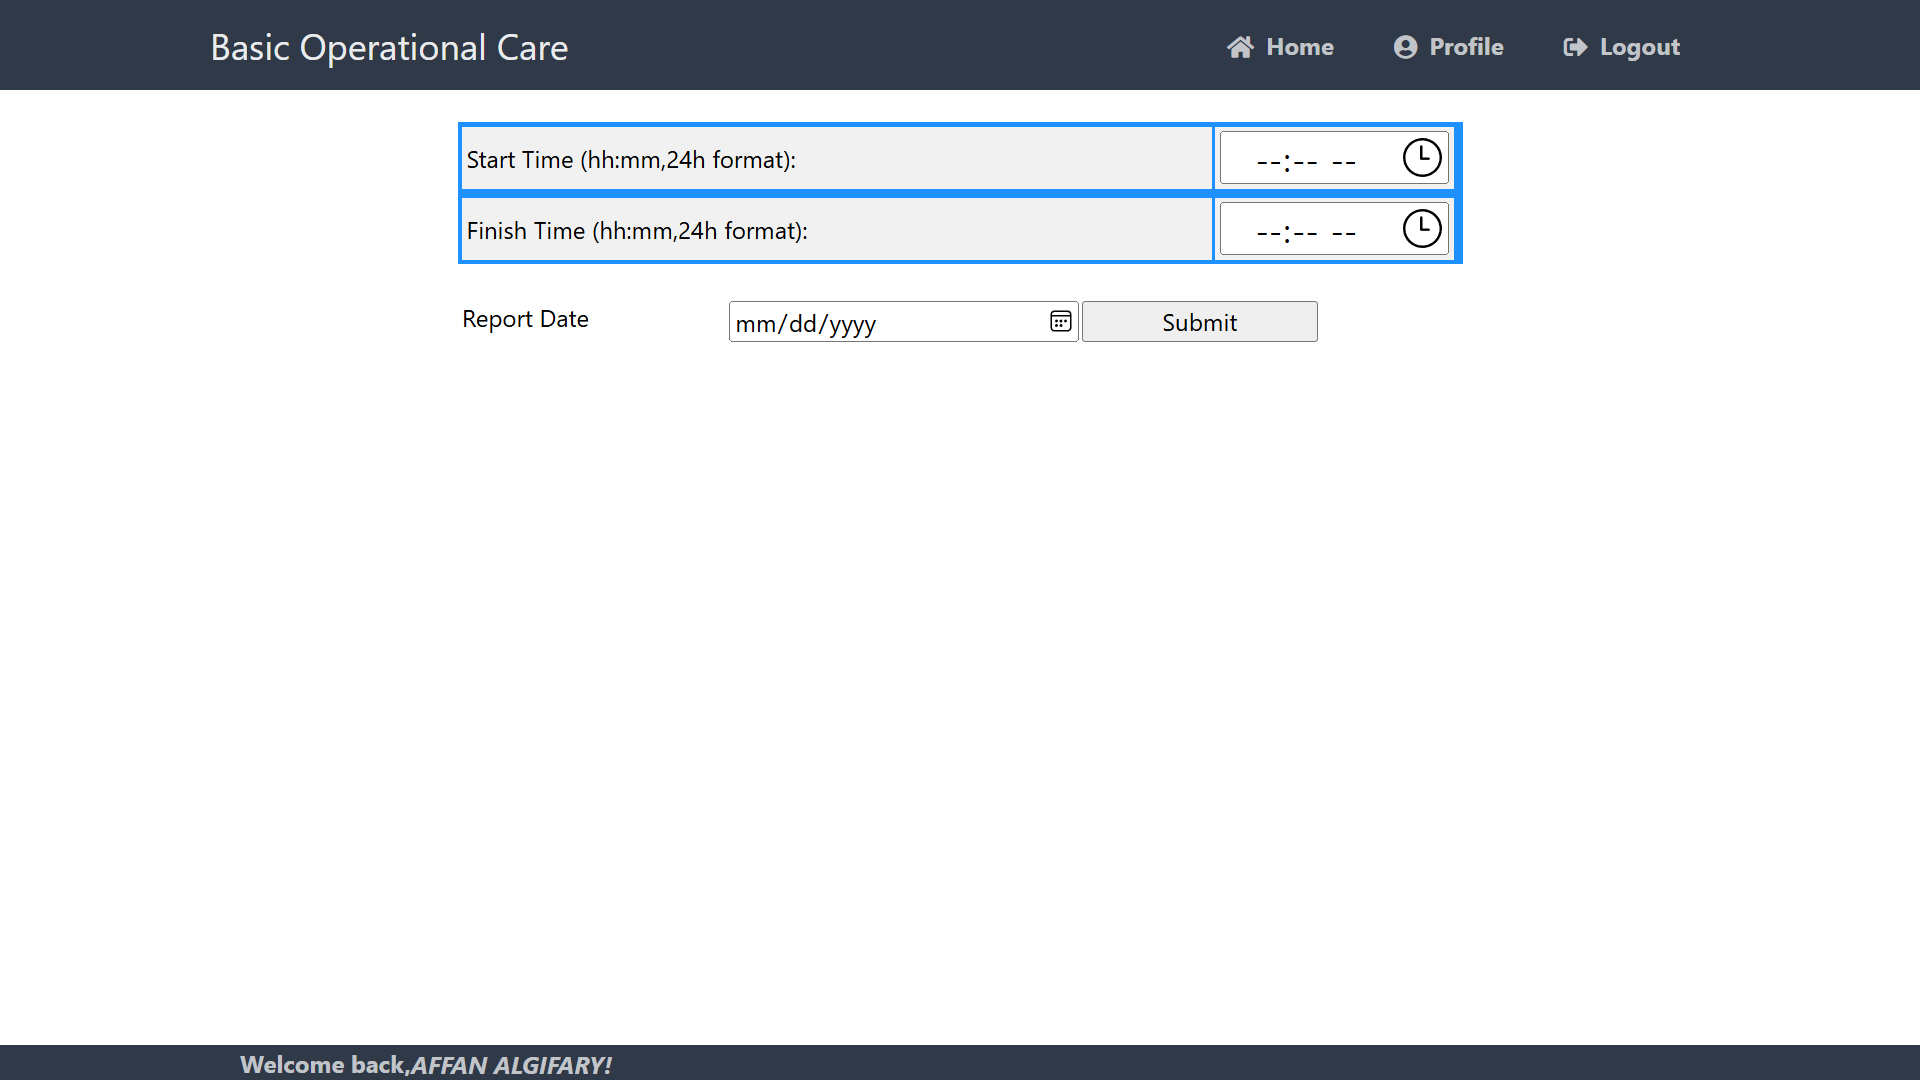 Basic Operational Care Home Profile Logout
Start Time (hh:mm,24h format): --:-- --
Finish Time (hh:mm,24h format): --:-- --
Report Date mm/dd/yyyy Submit
Welcome back,AFFAN ALGIFARY!